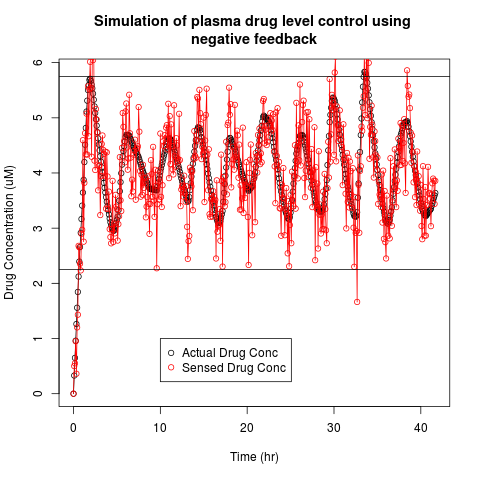 Simulation of plasma drug level control using
negative feedback
Drug Concentration (uM)
6
5
4
3
2
1
0
Actual Drug Conc
Sensed Drug Conc
0
10
20
30
40
Time (hr)